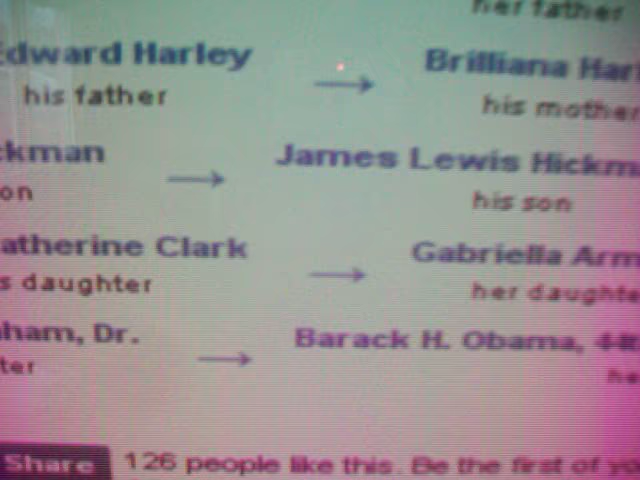 her father
Edward Harley → Brilliana Har
his father his mother
ckman → James Lewis Hickm
on his son
atherine Clark → Gabriella Arm
s daughter her daughte
ham, Dr. → Barack H. Obama, 44t
ter he
Share 126 people like this. Be the first of yo